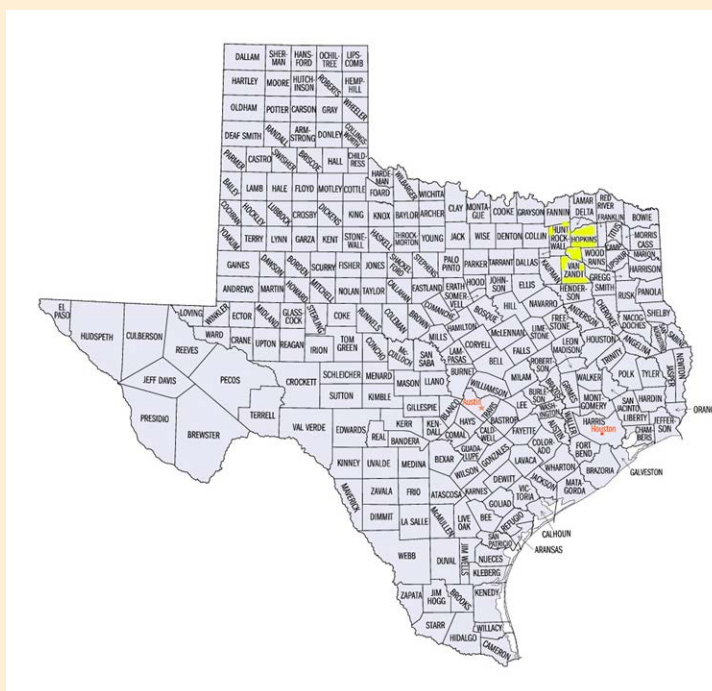 DALLAM SHER-MAN HANS-FORD OCHIL-TREE LIPS-COMB
HARTLEY MOORE HUTCH-INSON ROBERTS HEMP-HILL
OLDHAM POTTER CARSON GRAY WHEELER
DEAF SMITH RANDALL ARM-STRONG DONLEY COLLINGS-WORTH
PARMER CASTRO SWISHER BRISCOE HALL CHILD-RESS
BAILEY LAMB HALE FLOYD MOTLEY COTTLE HARDE-MAN FOARD WILBARGER WICHITA
COCHRAN HOCKLEY LUBBOCK CROSBY DICKENS KING KNOX BAYLOR ARCHER CLAY MONTA-GUE COOKE GRAYSON FANNIN LAMAR RED RIVER DELTA FRANKLIN BOWIE
YOAKUM TERRY LYNN GARZA KENT STONE-WALL HASKELL THROCK-MORTON YOUNG JACK WISE DENTON COLLIN HUNT ROCK-WALL HOPKINS TITUS CAMP MORRIS CASS
GAINES DAWSON BORDEN SCURRY FISHER JONES SHACKEL-FORD STEPHENS PALO PINTO PARKER TARRANT DALLAS KAUFMAN VAN ZANDT WOOD RAINS UPSHUR MARION HARRISON
ANDREWS MARTIN HOWARD MITCHELL NOLAN TAYLOR CALLAHAN EASTLAND ERATH SOMER-VELL HOOD JOHN-SON ELLIS HENDER-SON SMITH GREGG RUSK PANOLA
EL PASO HUDSPETH CULBERSON LOVING WINKLER ECTOR MIDLAND GLASS-COCK STERLING COKE RUNNELS COLEMAN BROWN COMANCHE BOSQUE HILL NAVARRO FREE-STONE ANDERSON CHEROKEE NACOG-DOCHES SHELBY SAN AUGUSTINE SABINE
REEVES WARD CRANE UPTON REAGAN IRION TOM GREEN CONCHO MC-CULLOCH SAN SABA MILLS HAMILTON LAM-PASAS CORYELL McLENNAN LIME-STONE FALLS LEON MADISON HOUSTON TRINITY ANGELINA NEWTON JASPER
JEFF DAVIS PECOS CROCKETT SCHLEICHER MENARD MASON LLANO BURNET BELL MILAM ROBERT-SON BRAZOS GRIMES WALKER POLK TYLER HARDIN ORANGE
PRESIDIO BREWSTER TERRELL VAL VERDE SUTTON KIMBLE GILLESPIE BLANCO WILLIAMSON TRAVIS Austin LEE BURLE-SON WASH-INGTON WALLER MONT-GOMERY SAN JACINTO LIBERTY JEFFER-SON CHAM-BERS
EDWARDS REAL KERR BANDERA KEN-DALL COMAL HAYS CALD WELL BASTROP FAYETTE AUSTIN HARRIS Houston FORT BEND GALVESTON
KINNEY UVALDE MEDINA BEXAR GUADA-LUPE WILSON GONZALES LAVACA COLOR-ADO WHARTON BRAZORIA
MAVERICK ZAVALA FRIO ATASCOSA KARNES DEWITT JACKSON MATA-GORDA
DIMMIT LA SALLE McMULLEN LIVE OAK BEE GOLIAD VIC-TORIA REFUGIO CALHOUN
WEBB DUVAL JIM WELLS SAN PATRICIO ARANSAS
NUECES
KLEBERG
ZAPATA JIM HOGG BROOKS KENEDY
STARR HIDALGO WILLACY
CAMERON